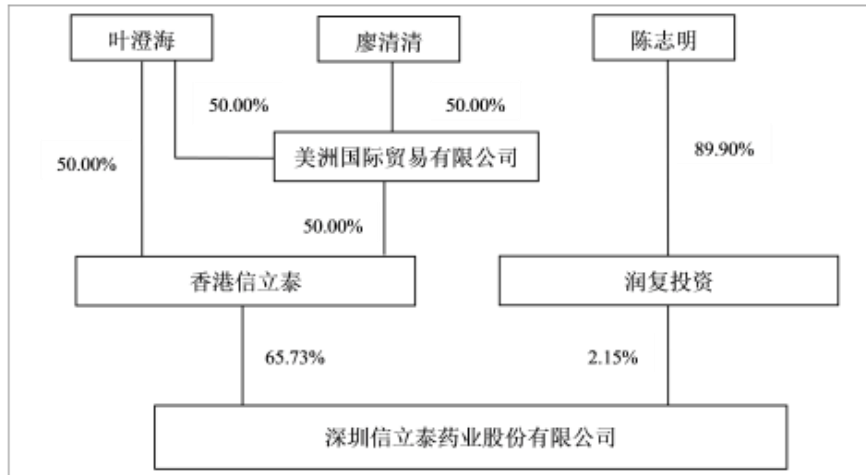 叶澄海
廖清清
陈志明
50.00%
50.00%
美洲国际贸易有限公司
89.90%
50.00%
50.00%
香港信立泰
润复投资
65.73%
2.15%
深圳信立泰药业股份有限公司